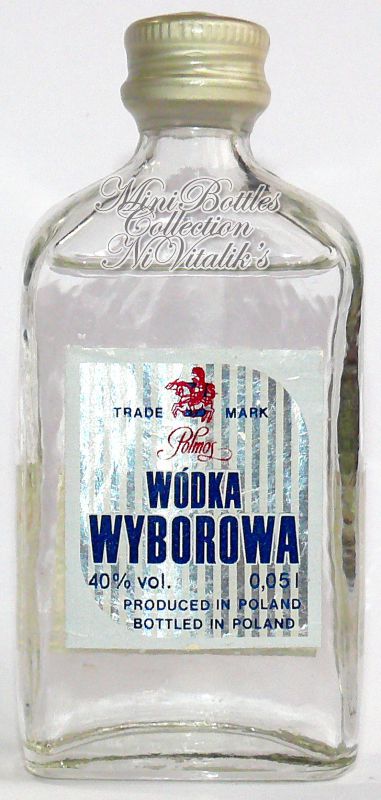 Mini Bottles
Collection
NiVitalik's
TRADE MARK
Polmos
WÓDKA
WYBOROWA
40% vol. 0,05 l
PRODUCED IN POLAND
BOTTLED IN POLAND